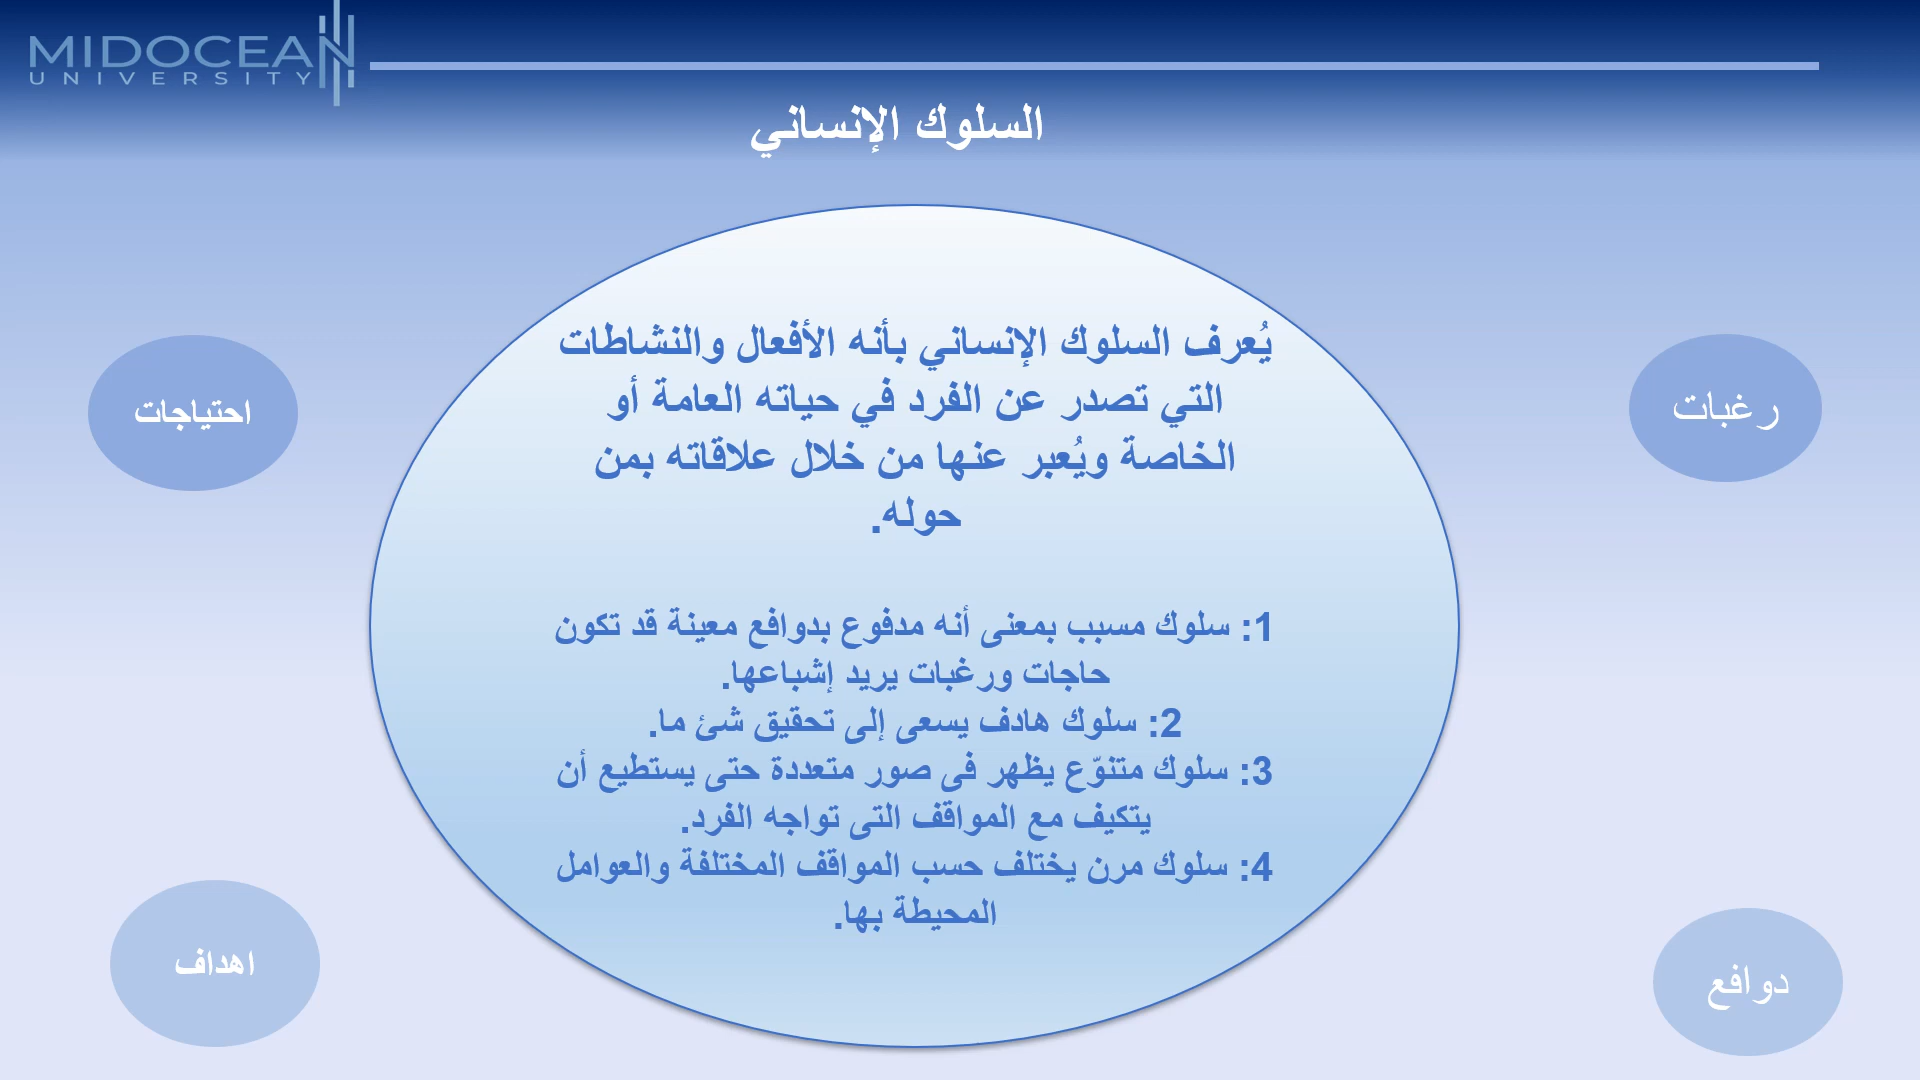 MIDOCEAN
UNIVERSITY
السلوك الإنساني
يُعرف السلوك الإنساني بأنه الأفعال والنشاطات
التي تصدر عن الفرد في حياته العامة أو
الخاصة ويُعبر عنها من خلال علاقاته بمن
حوله.
1: سلوك مسبب بمعنى أنه مدفوع بدوافع معينة قد تكون
حاجات ورغبات يريد إشباعها.
2: سلوك هادف يسعى إلى تحقيق شئ ما.
3: سلوك متنوّع يظهر فى صور متعددة حتى يستطيع أن
يتكيف مع المواقف التى تواجه الفرد.
4: سلوك مرن يختلف حسب المواقف المختلفة والعوامل
المحيطة بها.
رغبات
احتياجات
دوافع
اهداف